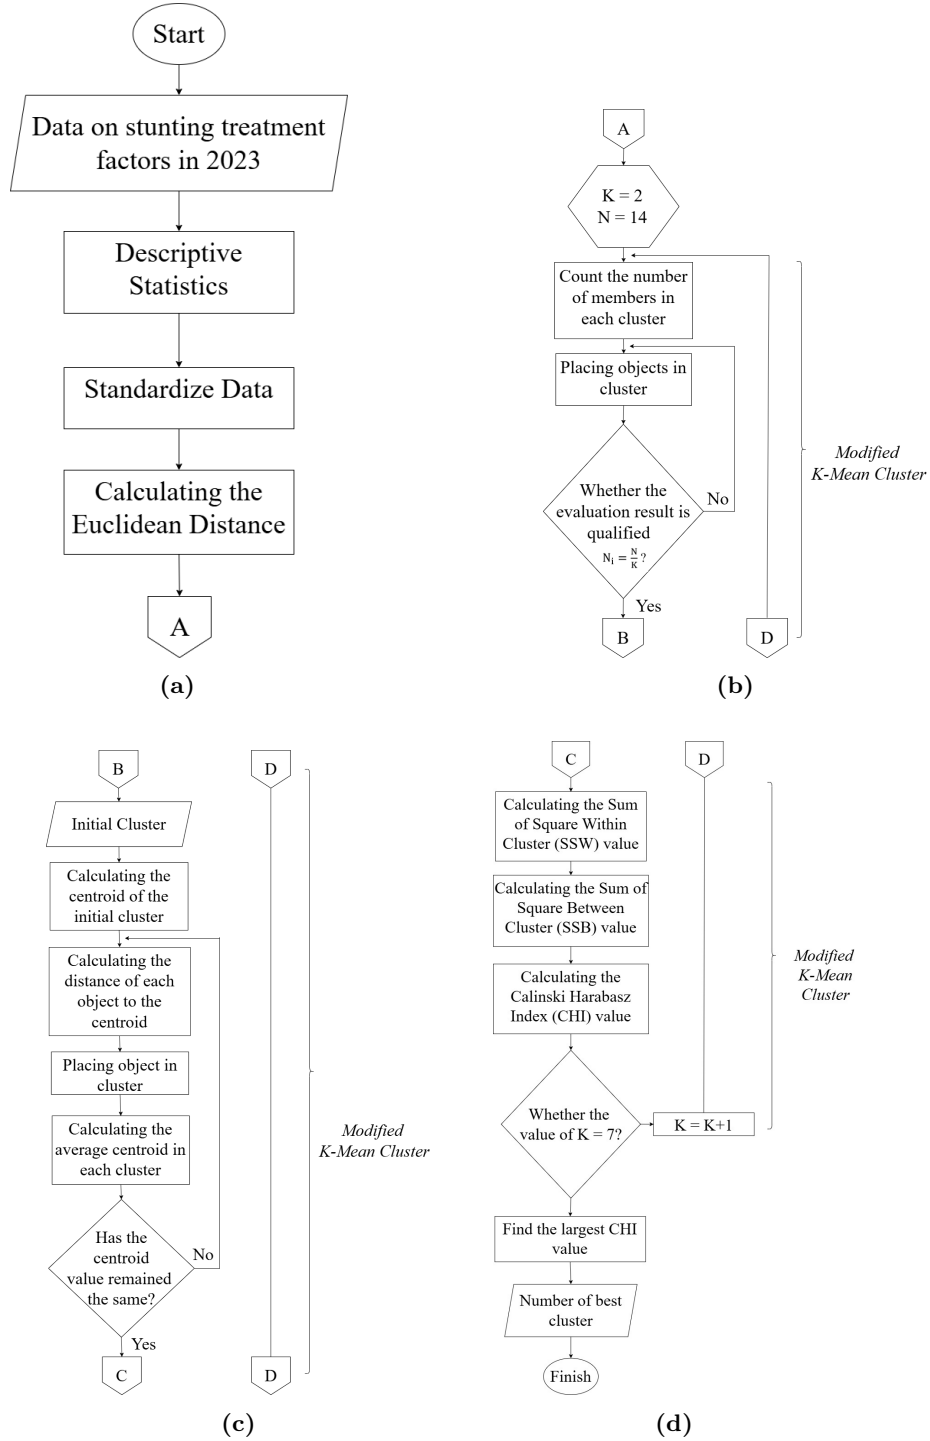 Start
Data on stunting treatment
factors in 2023
Descriptive
Statistics
Standardize Data
Calculating the
Euclidean Distance
A
(a)
A
K = 2
N = 14
Count the number
of members in
each cluster
Placing objects in
cluster
Whether the
evaluation result is
qualified
Nᵢ = N/K ?
No
Yes
B
D
Modified
K-Mean Cluster
(b)
B
Initial Cluster
Calculating the
centroid of the
initial cluster
Calculating the
distance of each
object to the
centroid
Placing object in
cluster
Calculating the
average centroid in
each cluster
Has the
centroid
value remained
the same?
No
Yes
C
D
D
Modified
K-Mean Cluster
(c)
C
Calculating the Sum
of Square Within
Cluster (SSW) value
Calculating the Sum of
Square Between
Cluster (SSB) value
Calculating the
Calinski Harabasz
Index (CHI) value
Whether the
value of K = 7?
K = K+1
D
Find the largest CHI
value
Number of best
cluster
Finish
Modified
K-Mean
Cluster
(d)